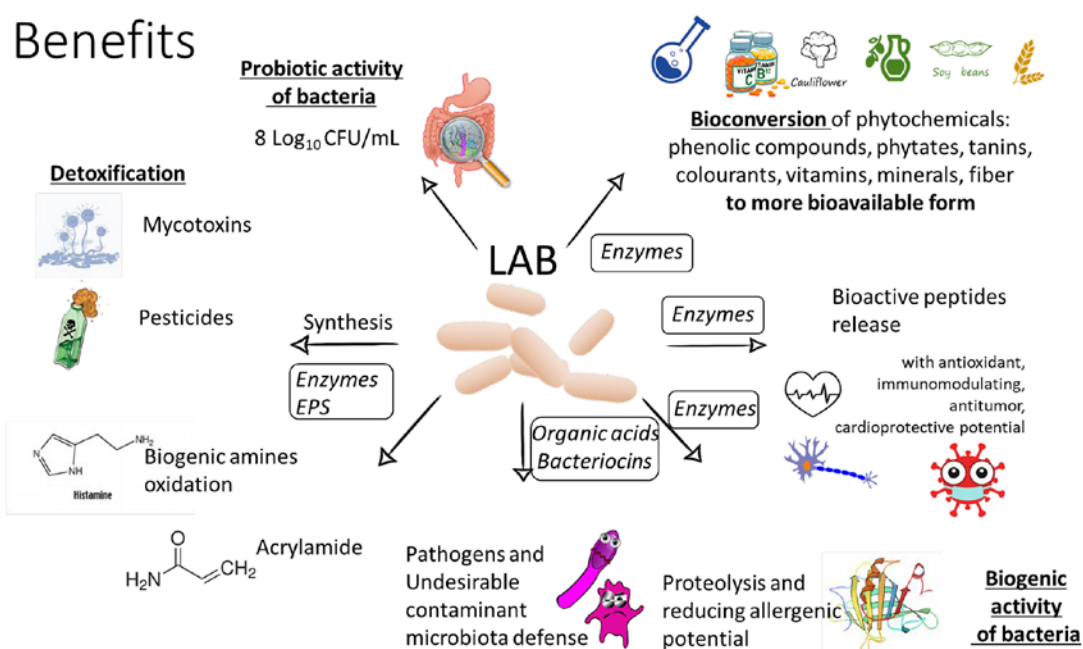 Benefits
Probiotic activity
of bacteria
8 Log₁₀ CFU/mL
VITAMIN
C
B12
Cauliflower
Soy beans
Bioconversion of phytochemicals:
phenolic compounds, phytates, tanins,
colourants, vitamins, minerals, fiber
to more bioavailable form
Detoxification
Mycotoxins
Pesticides
LAB
Enzymes
Synthesis
Enzymes
EPS
Enzymes
Bioactive peptides
release
with antioxidant,
immunomodulating,
antitumor,
cardioprotective potential
Enzymes
Organic acids
Bacteriocins
N
NH
NH₂
Histamine
Biogenic amines
oxidation
O
H₂N
CH₂
Acrylamide
Pathogens and
Undesirable
contaminant
microbiota defense
Proteolysis and
reducing allergenic
potential
Biogenic
activity
of bacteria